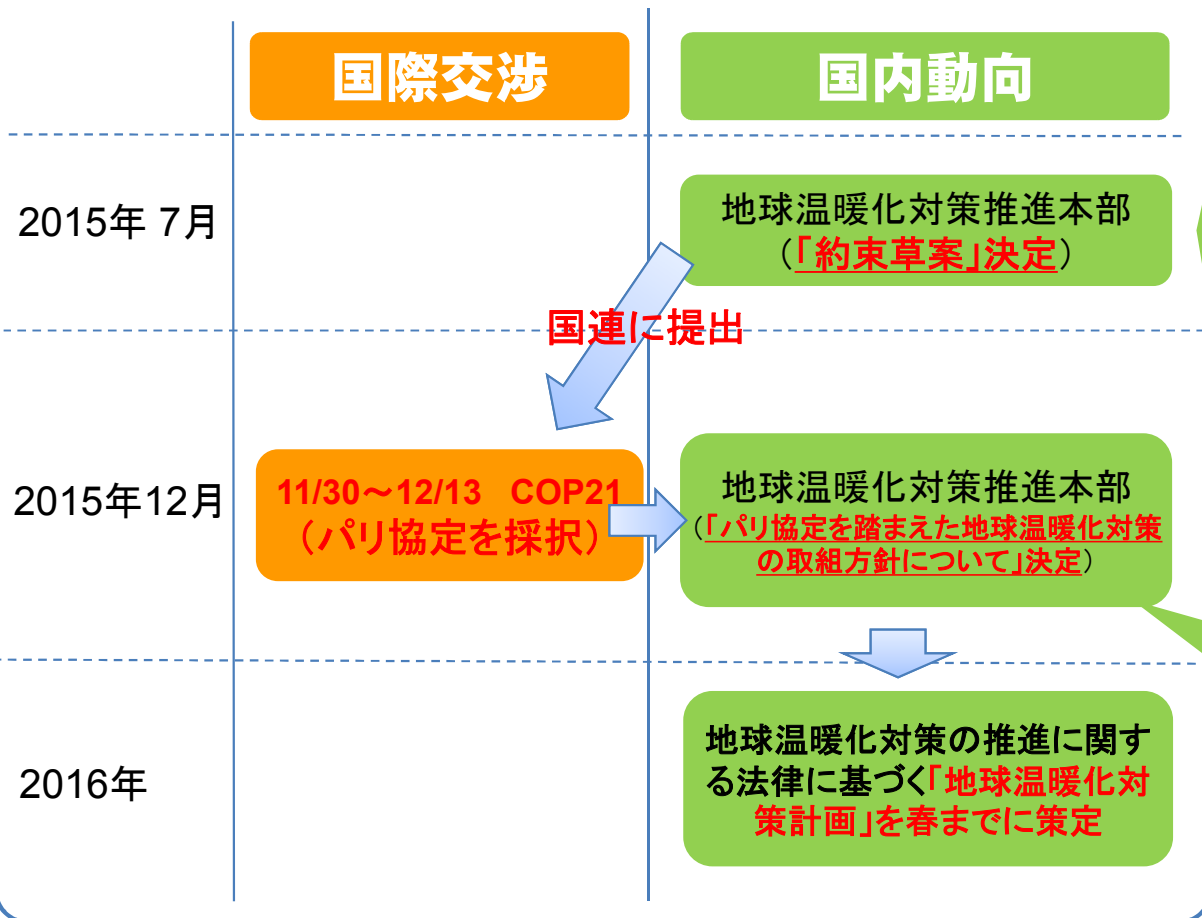 国際交渉
国内動向
2015年 7月
地球温暖化対策推進本部
（「約束草案」決定）
国連に提出
2015年12月
11/30～12/13　COP21
（パリ協定を採択）
地球温暖化対策推進本部
（「パリ協定を踏まえた地球温暖化対策
の取組方針について」決定）
2016年
地球温暖化対策の推進に関す
る法律に基づく「地球温暖化対
策計画」を春までに策定